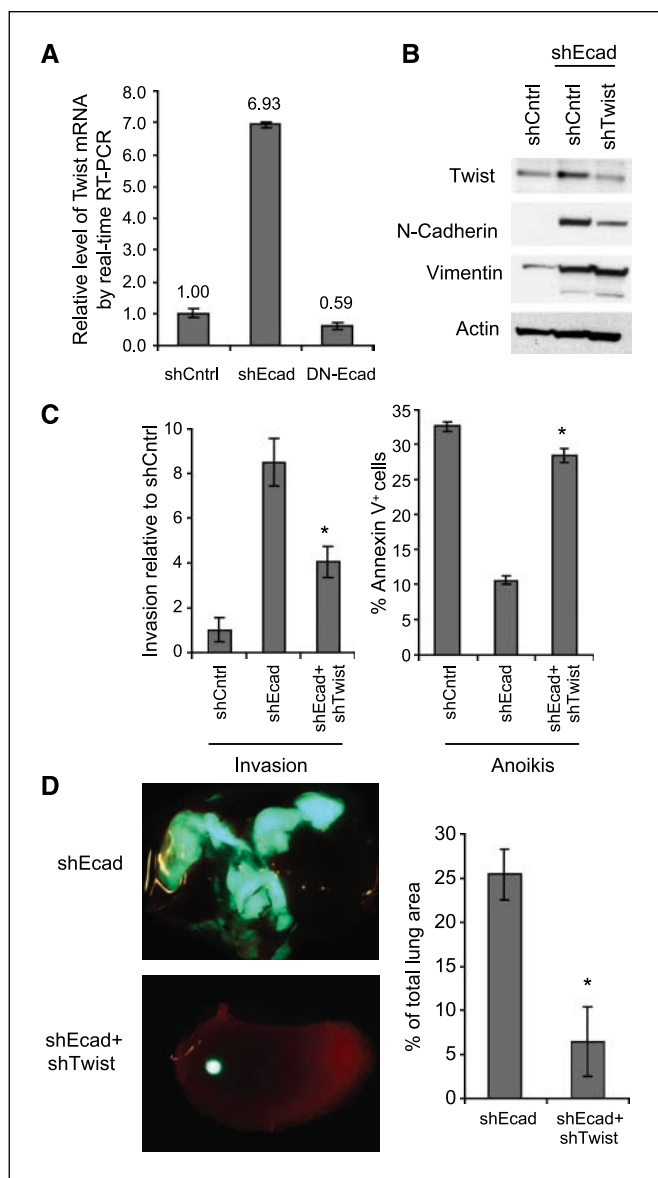 A
Relative level of Twist mRNA
by real-time RT-PCR
8.0
7.0
6.0
5.0
4.0
3.0
2.0
1.0
0.0
1.00
6.93
0.59
shCntrl
shEcad
DN-Ecad
B
shEcad
shCntrl
shCntrl
shTwist
Twist
N-Cadherin
Vimentin
Actin
C
Invasion relative to shCntrl
10
8
6
4
2
0
*
shCntrl
shEcad
shEcad+
shTwist
Invasion
% Annexin V+ cells
35
30
25
20
15
10
5
0
*
shCntrl
shEcad
shEcad+
shTwist
Anoikis
D
shEcad
shEcad+
shTwist
% of total lung area
30
25
20
15
10
5
0
*
shEcad
shEcad+
shTwist